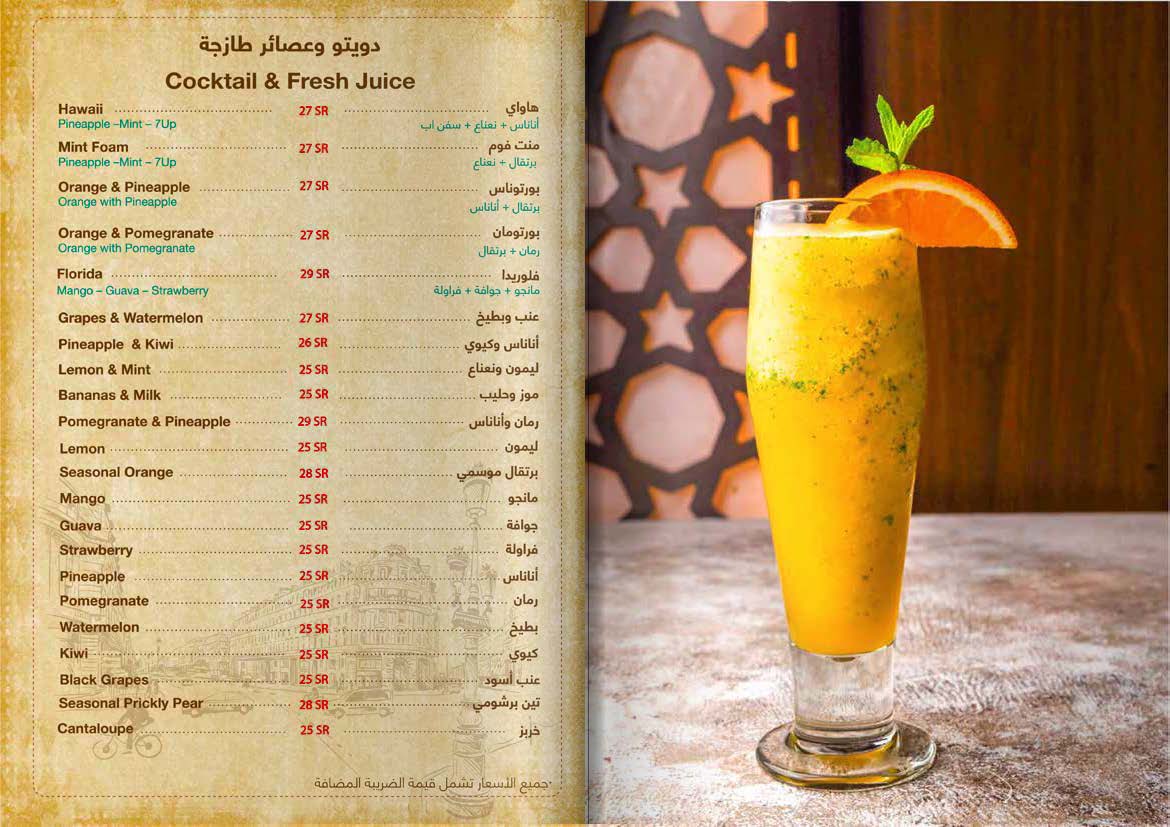 دويتو وعصائر طازجة
Cocktail & Fresh Juice
Hawaii 27 SR هاواي
Pineapple –Mint – 7Up أناناس + نعناع + سفن اب
Mint Foam 27 SR منت فوم
Pineapple –Mint – 7Up برتقال + نعناع
Orange & Pineapple 27 SR بورتوناس
Orange with Pineapple برتقال + أناناس
Orange & Pomegranate 27 SR بورتومان
Orange with Pomegranate رمان + برتقال
Florida 29 SR فلوريدا
Mango – Guava – Strawberry مانجو + جوافة + فراولة
Grapes & Watermelon 27 SR عنب وبطيخ
Pineapple & Kiwi 26 SR أناناس وكيوي
Lemon & Mint 25 SR ليمون ونعناع
Bananas & Milk 25 SR موز وحليب
Pomegranate & Pineapple 29 SR رمان وأناناس
Lemon 25 SR ليمون
Seasonal Orange 28 SR برتقال موسمي
Mango 25 SR مانجو
Guava 25 SR جوافة
Strawberry 25 SR فراولة
Pineapple 25 SR أناناس
Pomegranate 25 SR رمان
Watermelon 25 SR بطيخ
Kiwi 25 SR كيوي
Black Grapes 25 SR عنب أسود
Seasonal Prickly Pear 28 SR تين برشومي
Cantaloupe 25 SR خربز
*جميع الأسعار تشمل قيمة الضريبة المضافة